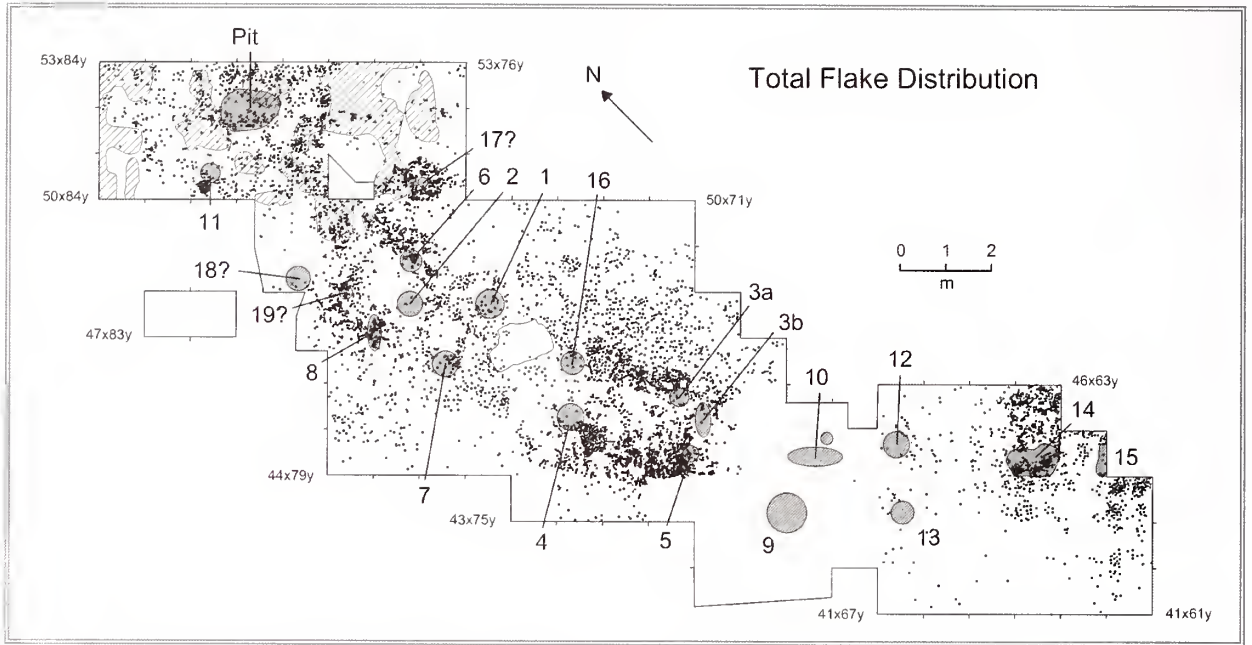 Pit
53x84y
53x76y
N
Total Flake Distribution
17?
6
2
1
16
50x84y
50x71y
11
0 1 2
m
18?
3a
19?
3b
47x83y
8
10
12
46x63y
14
15
44x79y
7
43x75y
4
5
9
13
41x67y
41x61y